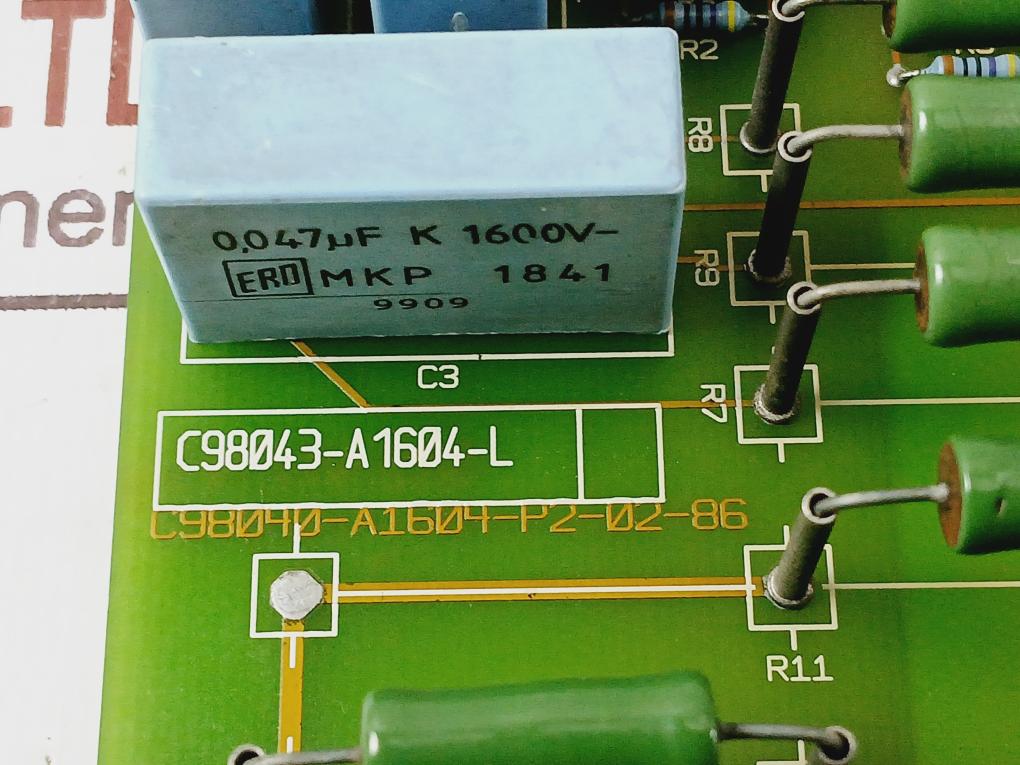 LTD
R2
0,047µF K 1600V–
ERO MKP 1841
9909
R8
R9
C3
R7
C98043-A1604-L
C98040-A1604-P2-02-86
R11